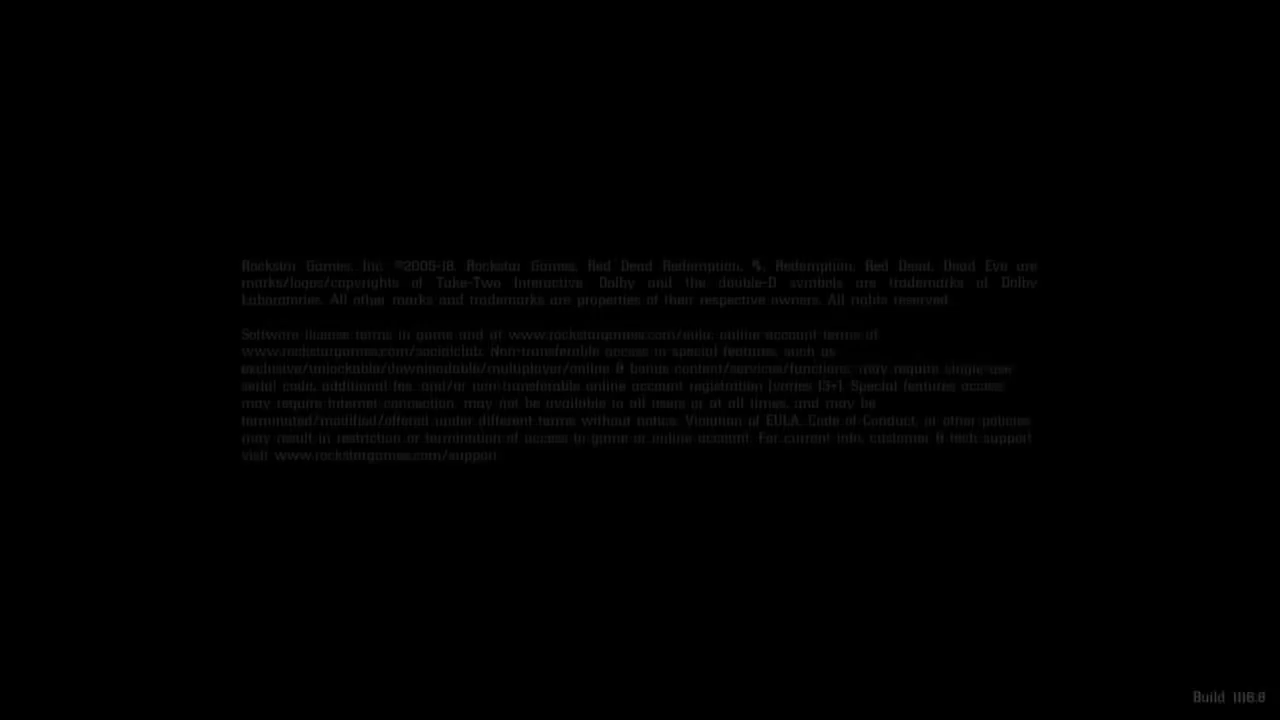 Rockstar Games, Inc. ©2005-18. Rockstar Games, Red Dead Redemption, Redemption, Red Dead, Dead Eye are
marks/logos/copyrights of Take-Two Interactive. Dolby and the double-D symbols are trademarks of Dolby
Laboratories. All other marks and trademarks are properties of their respective owners. All rights reserved.
Software license terms in game and at www.rockstargames.com/eula; online account terms at
www.rockstargames.com/socialclub. Non-transferable access to special features, such as
exclusive/unlockable/downloadable/multiplayer/online & bonus content/services/functions, may require single-use
serial code, additional fee, and/or non-transferable online account registration (varies 13+). Special features access
may require internet connection, may not be available to all users or at all times, and may be
terminated/modified/offered under different terms without notice. Violation of EULA, Code of Conduct, or other policies
may result in restriction or termination of access to game or online account. For current info, customer & tech support
visit www.rockstargames.com/support
Build